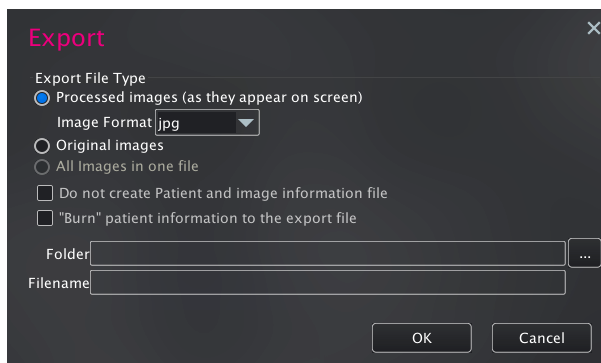 Export
Export File Type
Processed images (as they appear on screen)
Image Format jpg
Original images
All Images in one file
Do not create Patient and image information file
"Burn" patient information to the export file
Folder ...
Filename
OK Cancel